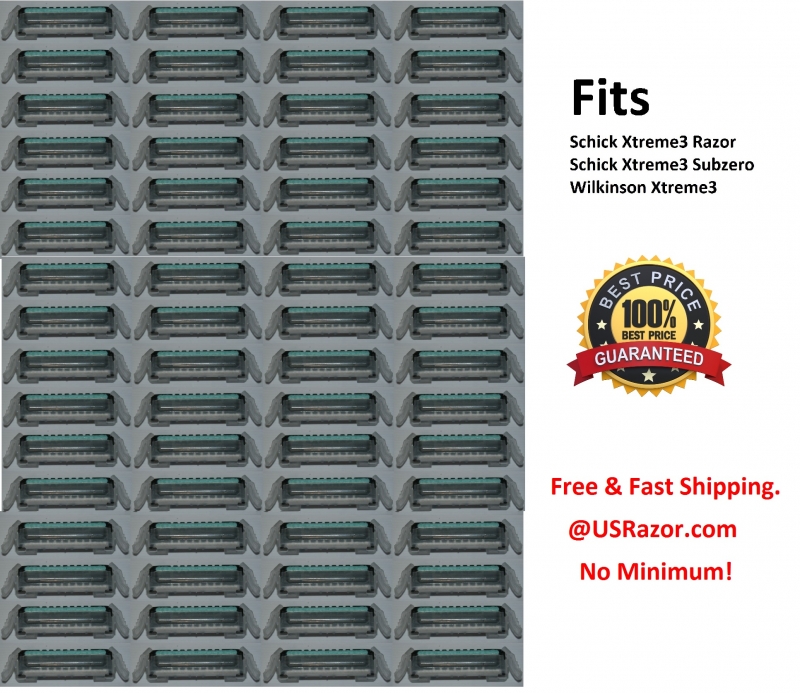 Fits
Schick Xtreme3 Razor
Schick Xtreme3 Subzero
Wilkinson Xtreme3
BEST PRICE
100%
BEST PRICE
GUARANTEED
Free & Fast Shipping.
@USRazor.com
No Minimum!